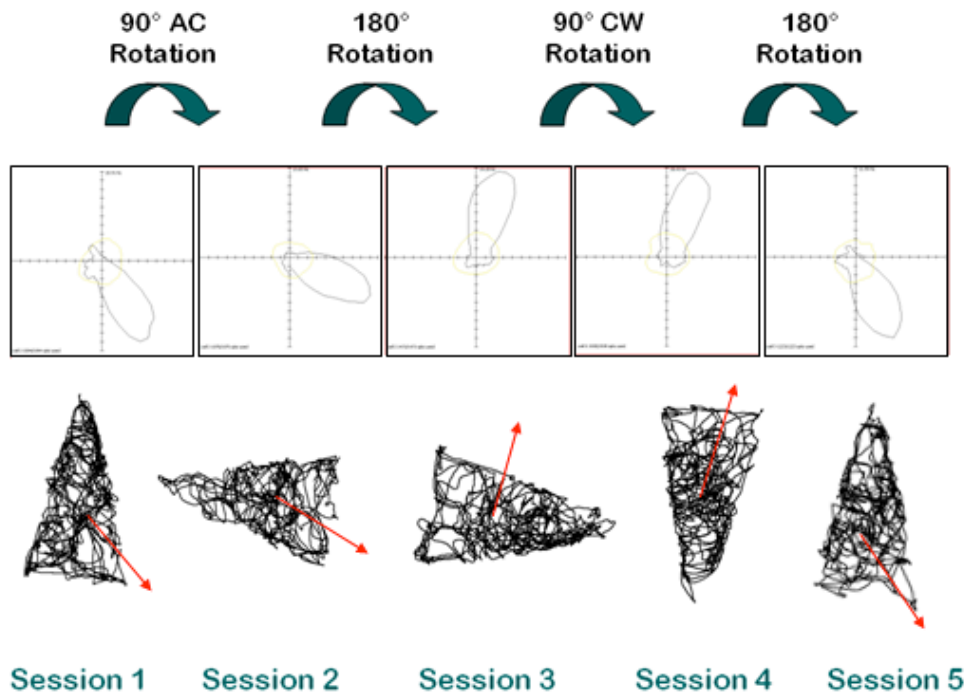 90° AC
Rotation
180°
Rotation
90° CW
Rotation
180°
Rotation
Session 1
Session 2
Session 3
Session 4
Session 5